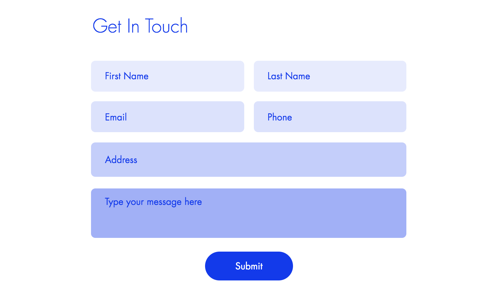 Get In Touch
First Name
Last Name
Email
Phone
Address
Type your message here
Submit